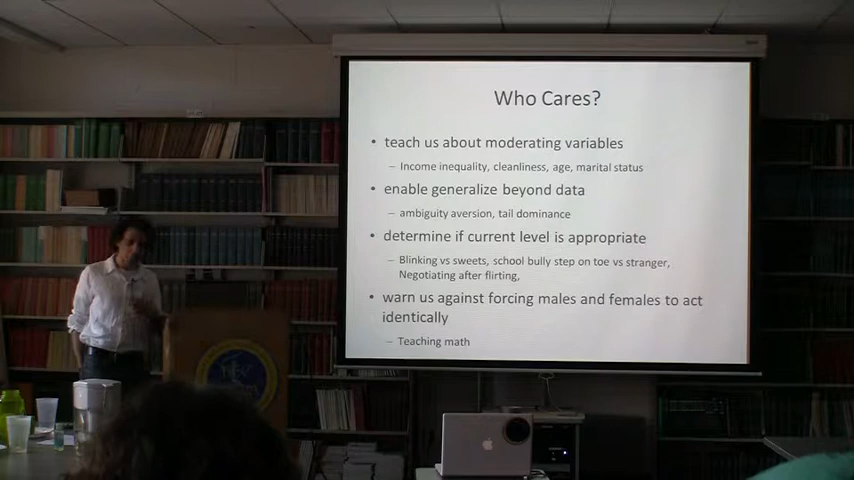 Who Cares?
• teach us about moderating variables
– Income inequality, cleanliness, age, marital status
• enable generalize beyond data
– ambiguity aversion, tail dominance
• determine if current level is appropriate
– Blinking vs sweets, school bully step on toe vs stranger,
Negotiating after flirting,
• warn us against forcing males and females to act
identically
– Teaching math